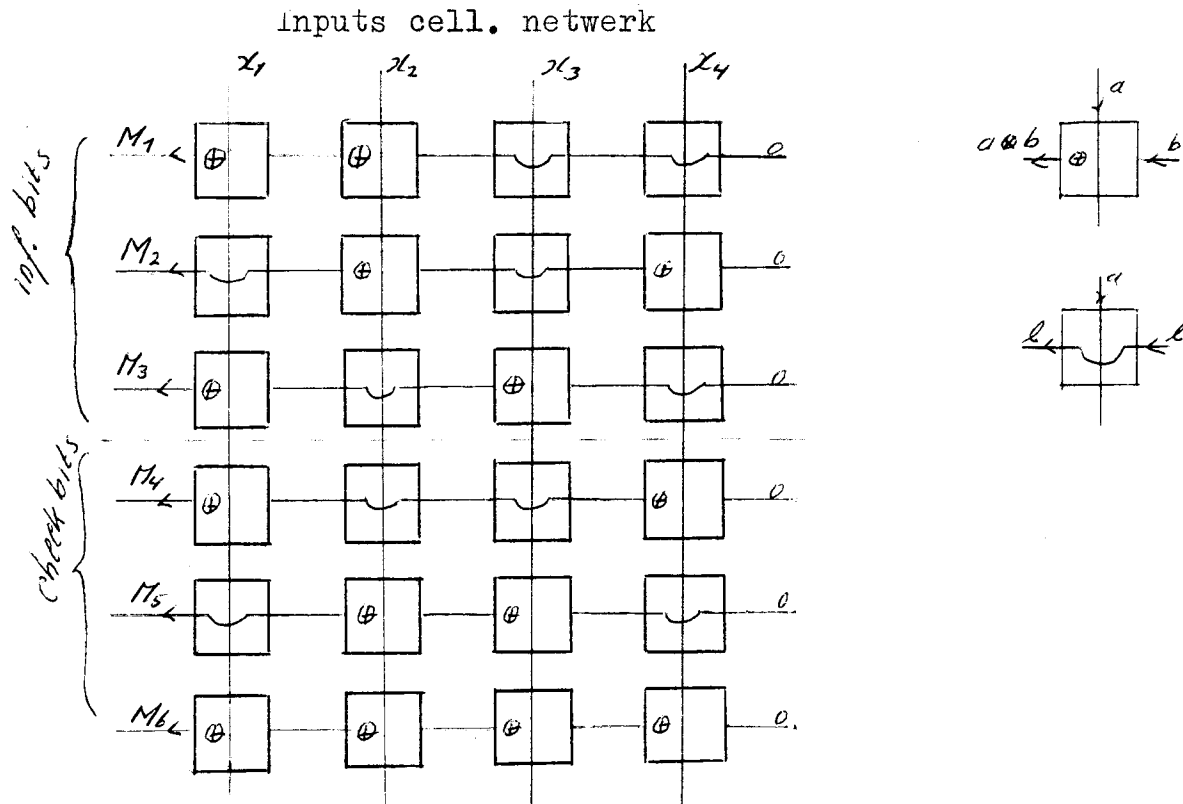 Inputs cell. netwerk
x₁ x₂ x₃ x₄
a
M₁ ⊕ ⊕ 0
a ⊕ b ⊕ b
inf. bits
M₂ ⊕ ⊕ 0
a
b b
M₃ ⊕ ⊕ 0
check bits
M₄ ⊕ ⊕ 0
M₅ ⊕ ⊕ 0
M₆ ⊕ ⊕ ⊕ ⊕ 0